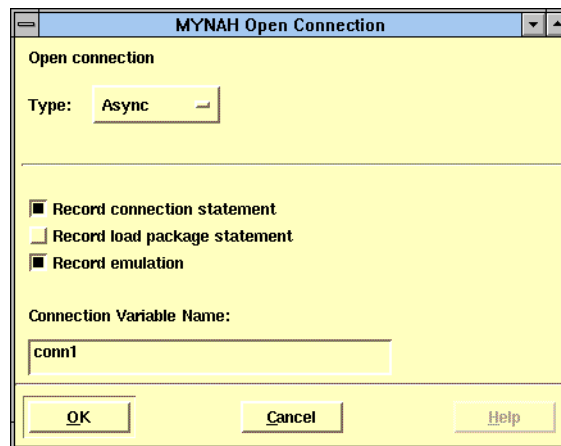 MYNAH Open Connection
Open connection
Type: Async
Record connection statement
Record load package statement
Record emulation
Connection Variable Name:
conn1
OK Cancel Help